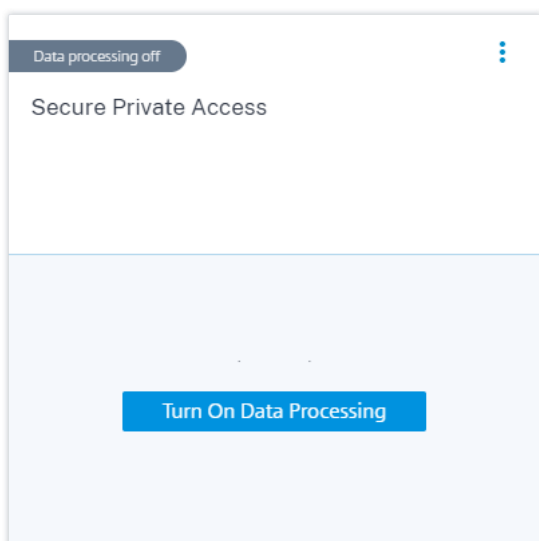 Data processing off
Secure Private Access
Turn On Data Processing